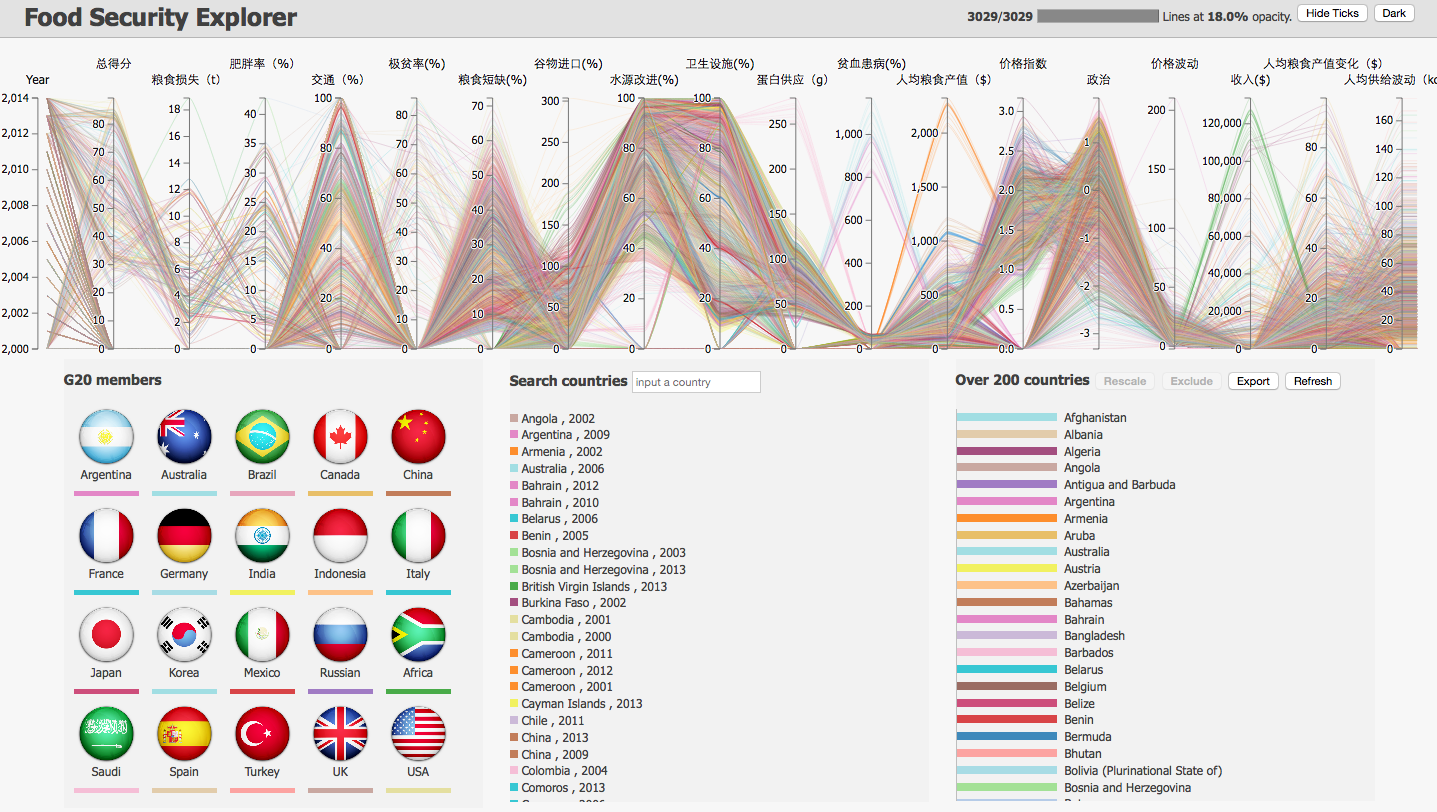 Food Security Explorer
3029/3029 Lines at 18.0% opacity. Hide Ticks Dark
总得分 肥胖率（%） 极贫率(%) 谷物进口(%) 卫生设施(%) 贫血患病(%) 价格指数 价格波动 人均粮食产值变化（$）
Year 粮食损失（t） 交通（%） 粮食短缺(%) 水源改进(%) 蛋白供应（g） 人均粮食产值（$） 政治 收入($) 人均供给波动（kc
2,014
2,012
2,010
2,008
2,006
2,004
2,002
2,000
80
70
60
50
40
30
20
10
0
18
16
14
12
10
8
6
4
2
0
40
35
30
25
20
15
10
5
0
100
80
60
40
20
0
80
70
60
50
40
30
20
10
0
70
60
50
40
30
20
10
0
300
250
200
150
100
50
0
100
80
60
40
20
0
100
80
60
40
20
0
250
200
150
100
50
0
1,000
800
600
400
200
0
2,000
1,500
1,000
500
0
3.0
2.5
2.0
1.5
1.0
0.5
0.0
1
0
-1
-2
-3
200
150
100
50
0
120,000
100,000
80,000
60,000
40,000
20,000
0
80
60
40
20
0
160
140
120
100
80
60
40
20
0
G20 members
Argentina Australia Brazil Canada China
France Germany India Indonesia Italy
Japan Korea Mexico Russian Africa
Saudi Spain Turkey UK USA
Search countries input a country
Angola , 2002
Argentina , 2009
Armenia , 2002
Australia , 2006
Bahrain , 2012
Bahrain , 2010
Belarus , 2006
Benin , 2005
Bosnia and Herzegovina , 2003
Bosnia and Herzegovina , 2013
British Virgin Islands , 2013
Burkina Faso , 2002
Cambodia , 2001
Cambodia , 2000
Cameroon , 2011
Cameroon , 2012
Cameroon , 2001
Cayman Islands , 2013
Chile , 2011
China , 2013
China , 2009
Colombia , 2004
Comoros , 2013
Over 200 countries Rescale Exclude Export Refresh
Afghanistan
Albania
Algeria
Angola
Antigua and Barbuda
Argentina
Armenia
Aruba
Australia
Austria
Azerbaijan
Bahamas
Bahrain
Bangladesh
Barbados
Belarus
Belgium
Belize
Benin
Bermuda
Bhutan
Bolivia (Plurinational State of)
Bosnia and Herzegovina